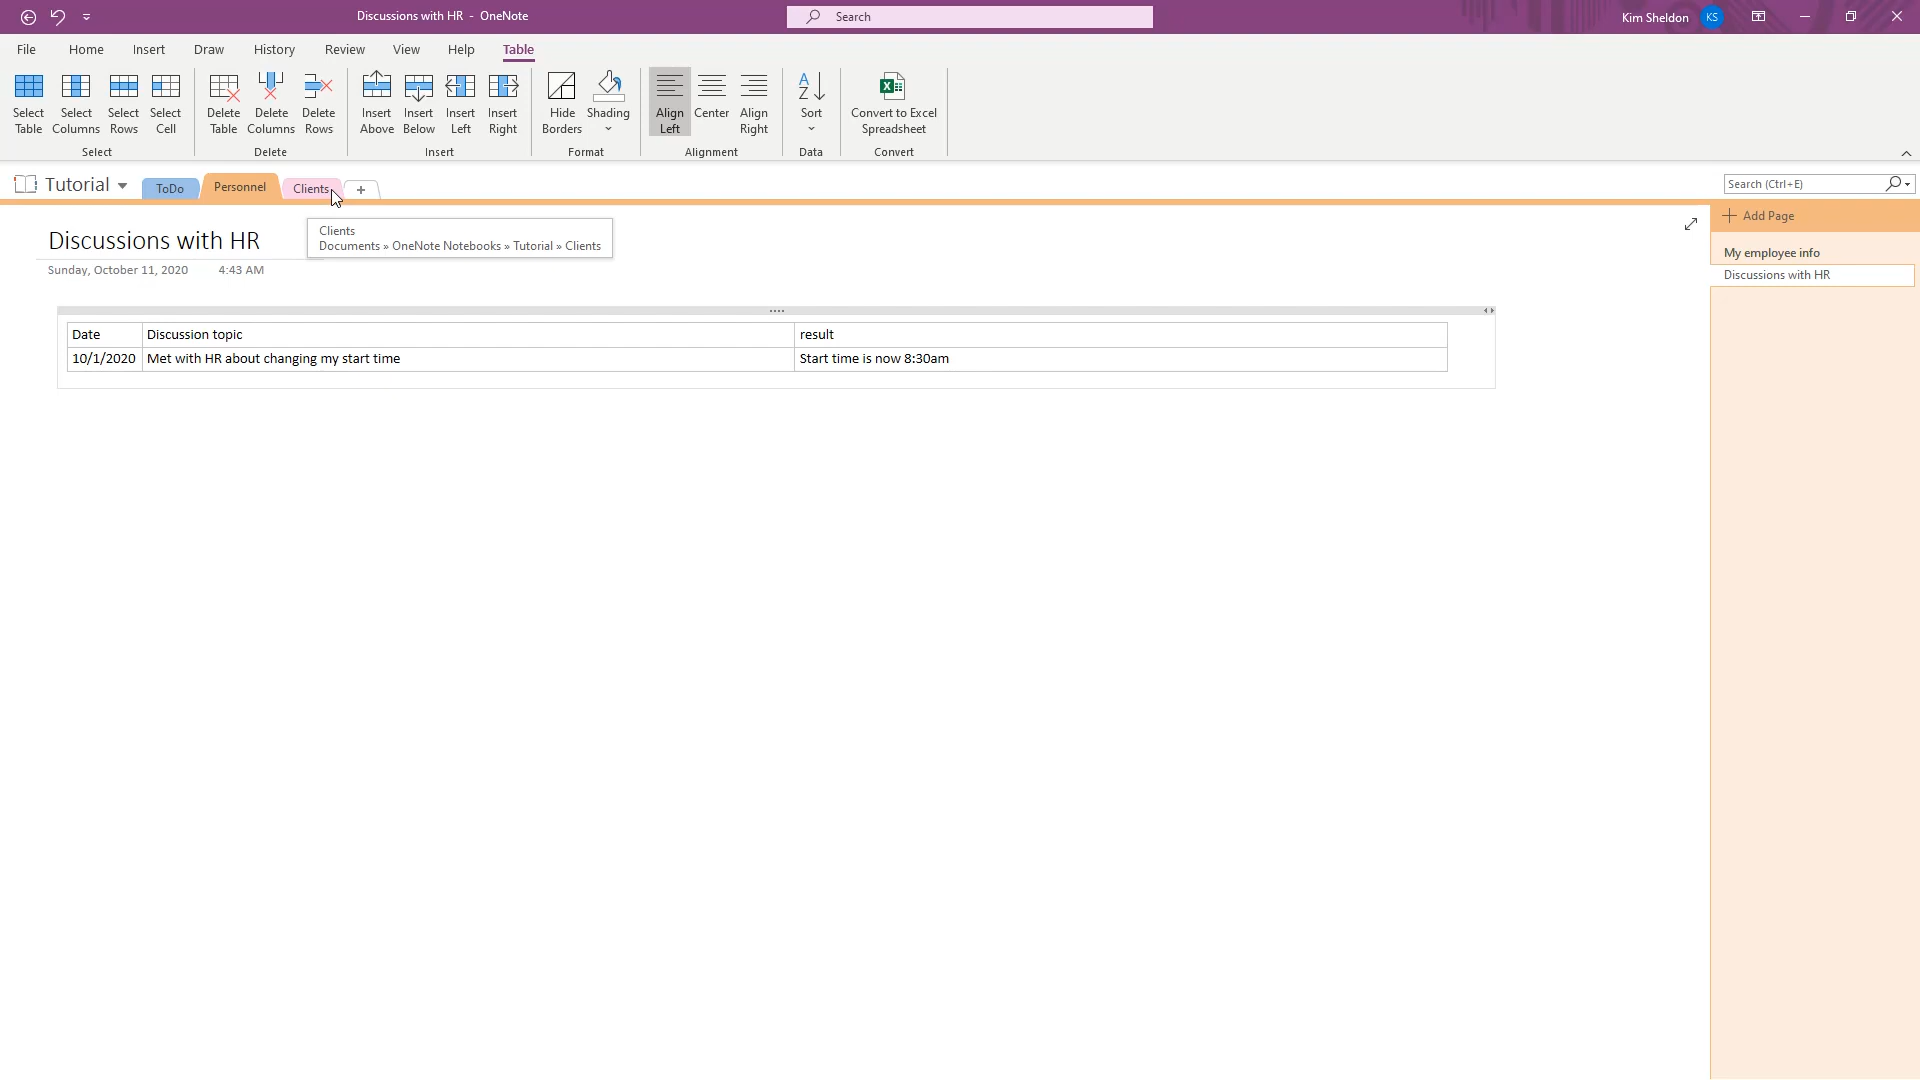 Discussions with HR - OneNote
Search
Kim Sheldon
KS
File Home Insert Draw History Review View Help Table
Select Table
Select Columns
Select Rows
Select Cell
Delete Table
Delete Columns
Delete Rows
Insert Above
Insert Below
Insert Left
Insert Right
Hide Borders
Shading
Align Left
Center
Align Right
A Z
Sort
X
Convert to Excel Spreadsheet
Select Delete Insert Format Alignment Data Convert
Tutorial
ToDo
Personnel
Clients
+
Search (Ctrl+E)
Clients
Documents » OneNote Notebooks » Tutorial » Clients
Add Page
My employee info
Discussions with HR
Discussions with HR
Sunday, October 11, 2020 4:43 AM
Date Discussion topic result
10/1/2020 Met with HR about changing my start time Start time is now 8:30am